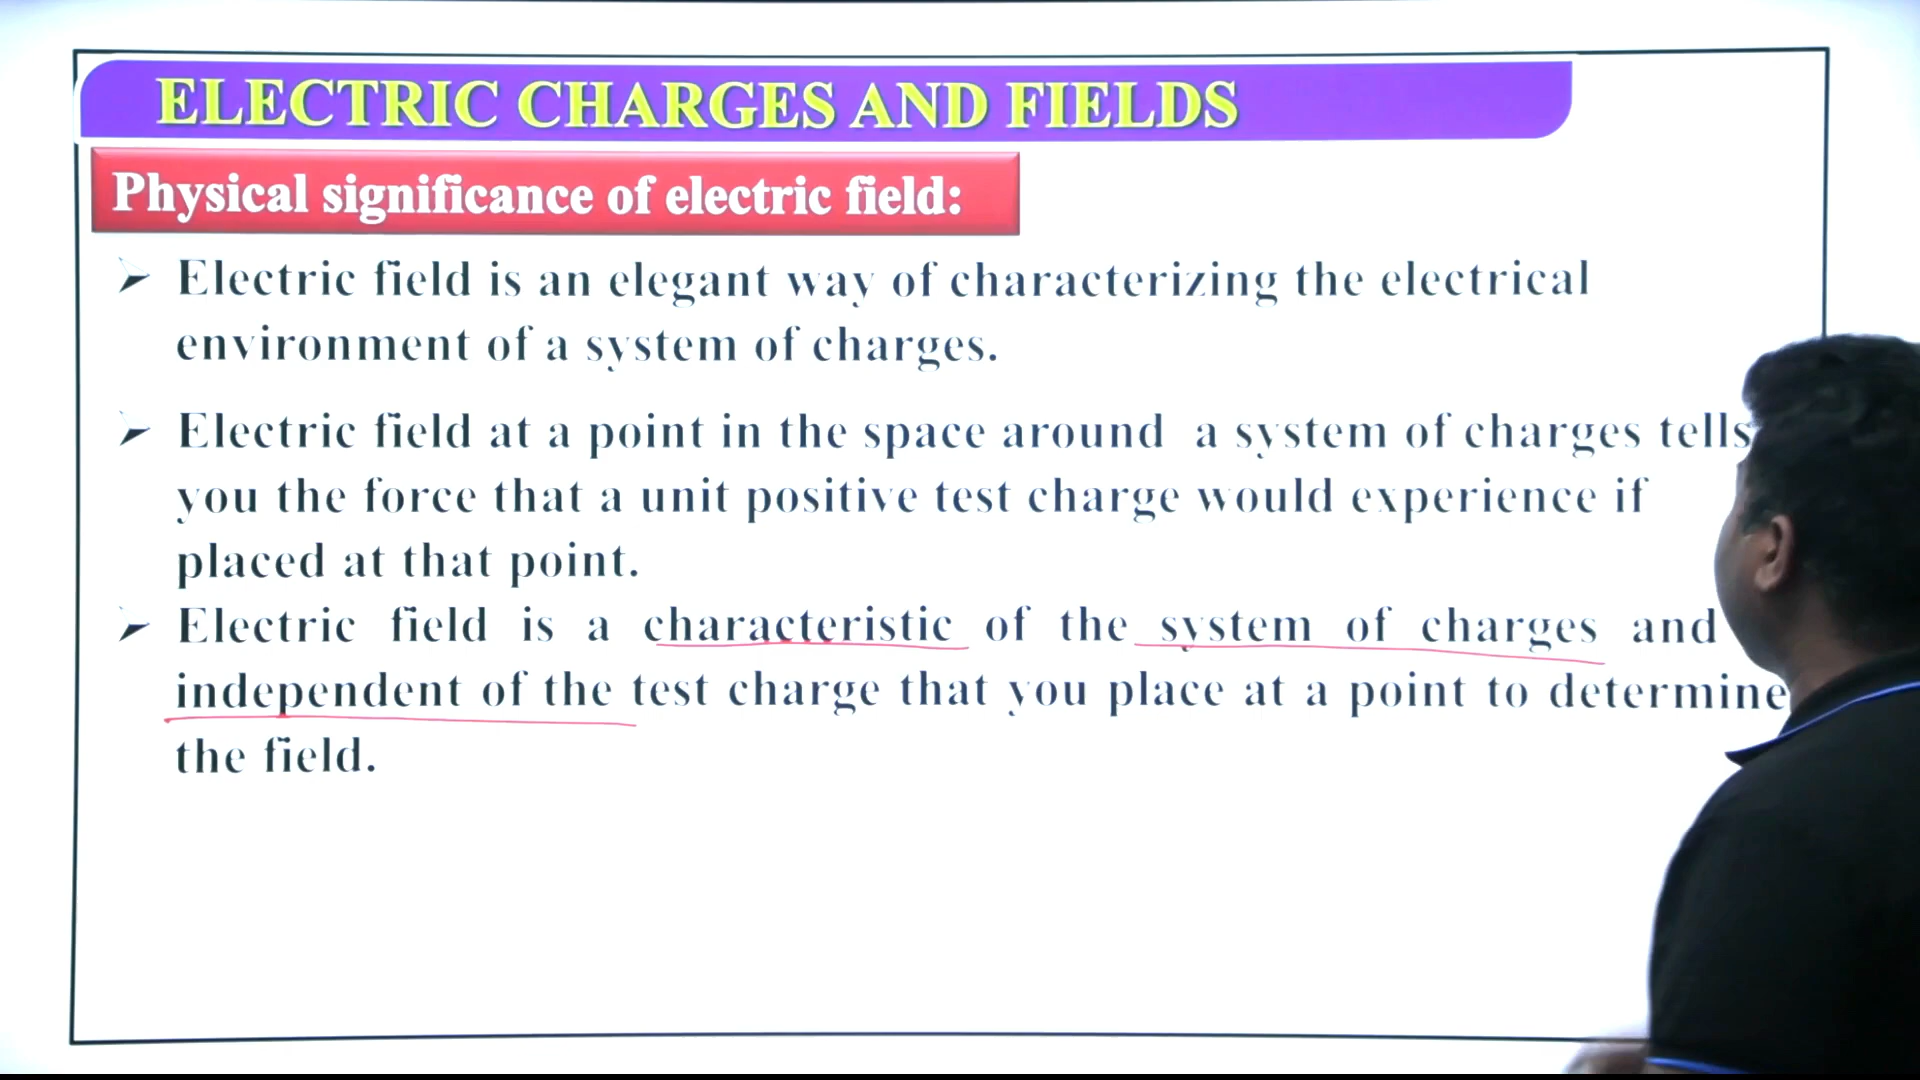 ELECTRIC CHARGES AND FIELDS
Physical significance of electric field:
➢ Electric field is an elegant way of characterizing the electrical
environment of a system of charges.
➢ Electric field at a point in the space around a system of charges tells
you the force that a unit positive test charge would experience if
placed at that point.
➢ Electric field is a characteristic of the system of charges and
independent of the test charge that you place at a point to determine
the field.